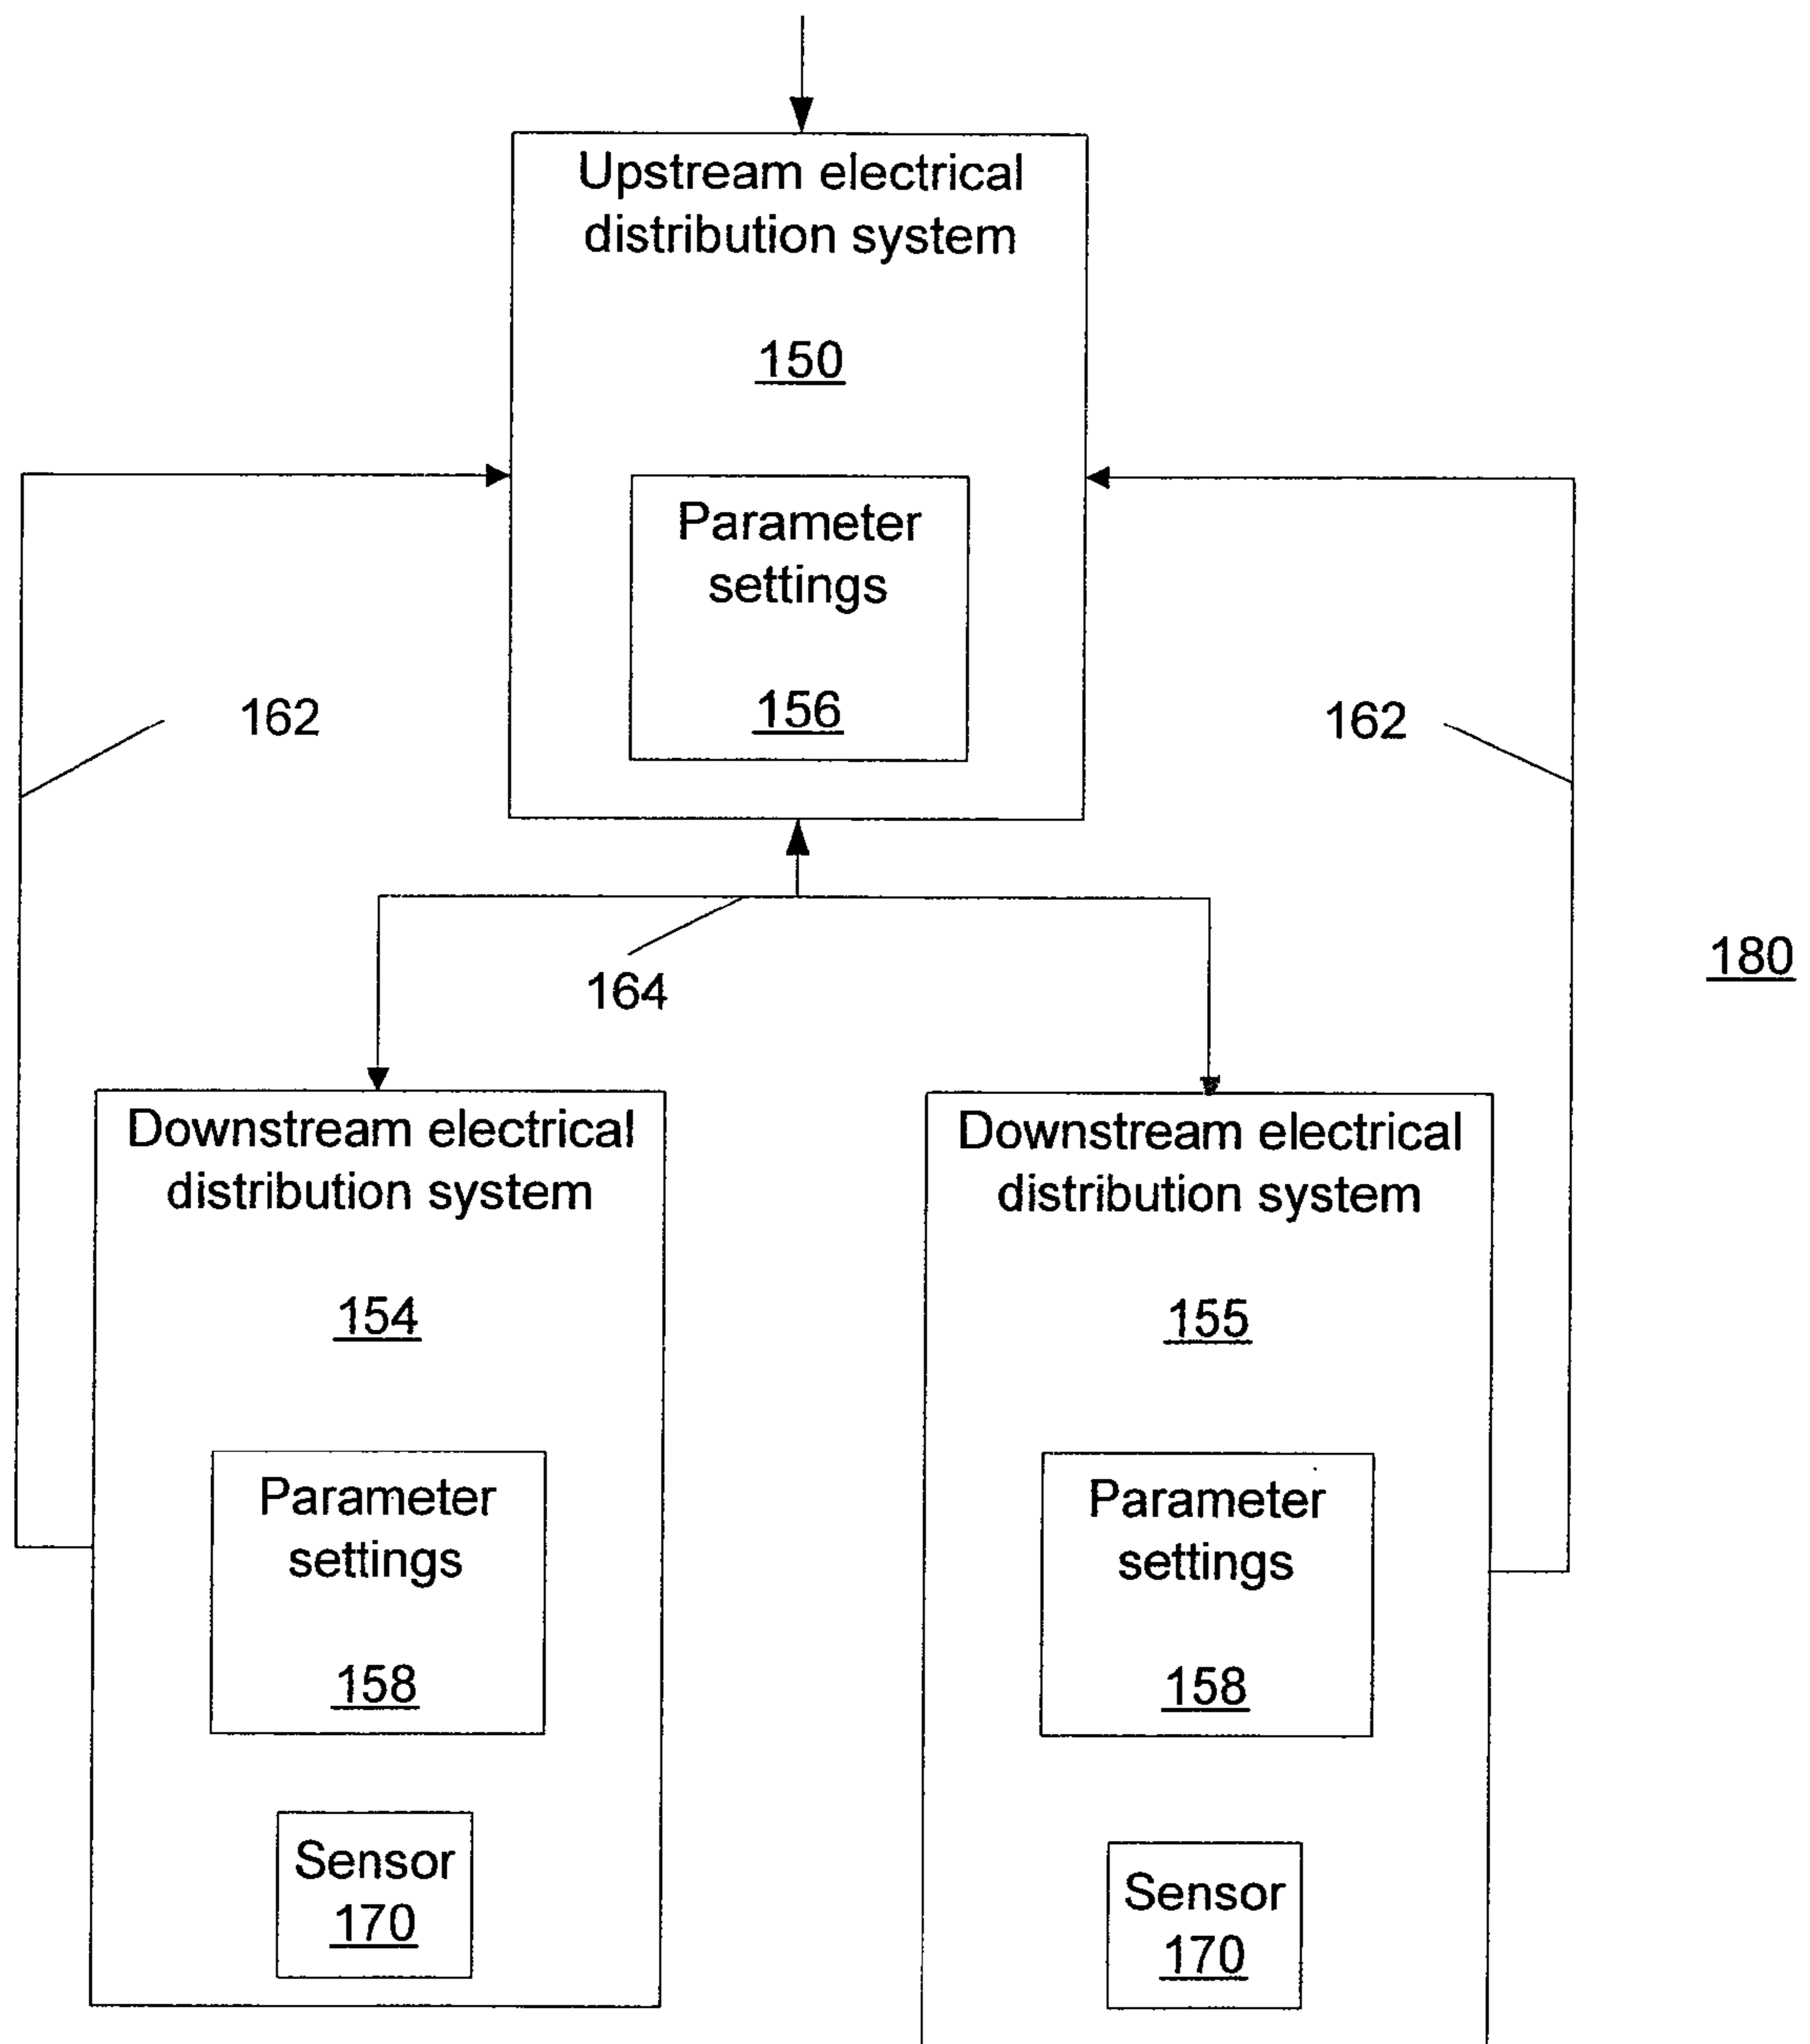 Upstream electrical
distribution system
150
Parameter
settings
156
162
162
164
180
Downstream electrical
distribution system
154
Parameter
settings
158
Sensor
170
Downstream electrical
distribution system
155
Parameter
settings
158
Sensor
170